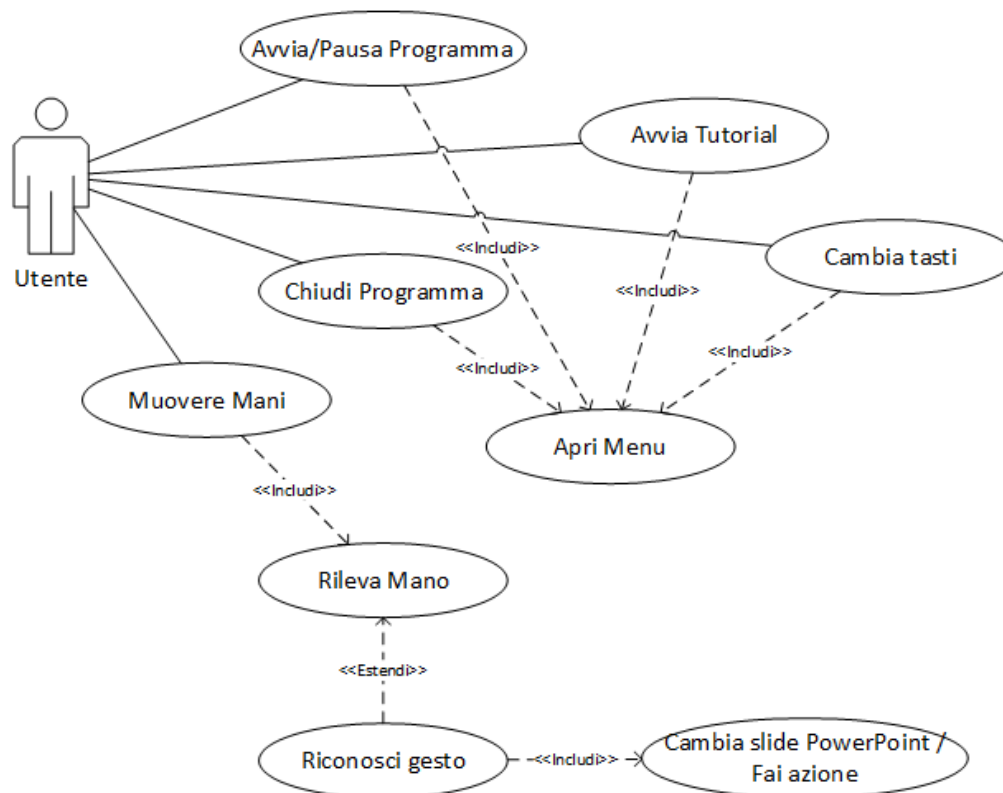 Avvia/Pausa Programma
Avvia Tutorial
Utente
<<Includi>>
Cambia tasti
Chiudi Programma
<<Includi>>
<<Includi>>
<<Includi>>
Muovere Mani
Apri Menu
<<Includi>>
Rileva Mano
<<Estendi>>
Riconosci gesto
<<Includi>>
Cambia slide PowerPoint /
Fai azione